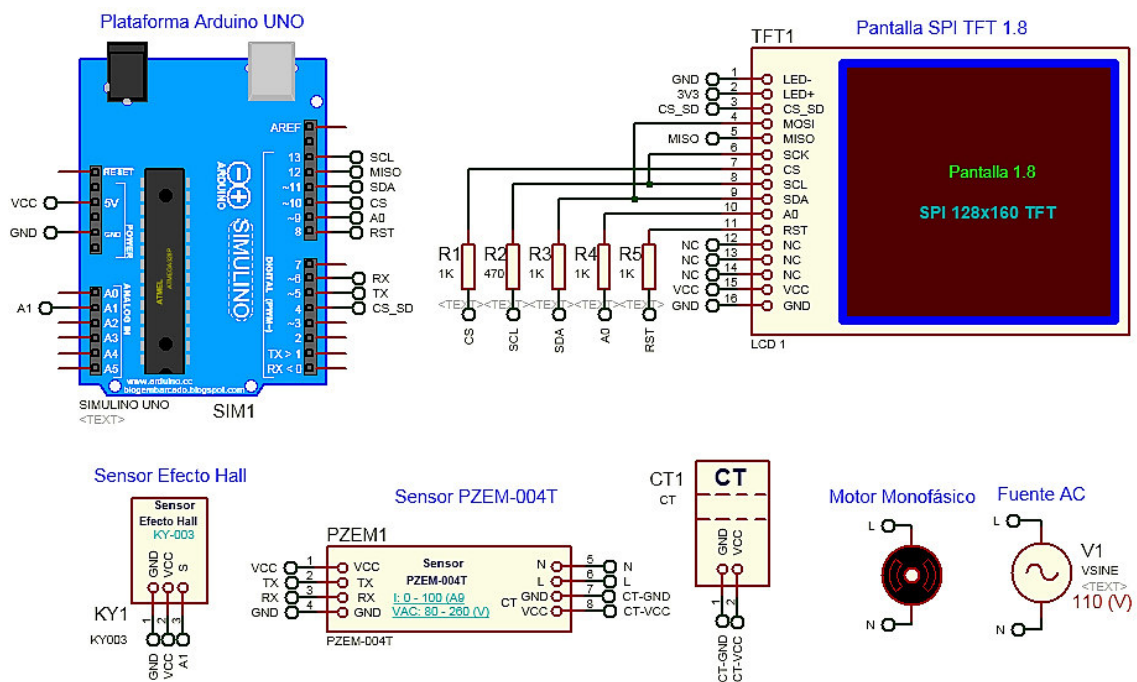 Plataforma Arduino UNO
AREF
RESET
5V
GND
POWER
VCC
GND
13 SCL
12 MISO
~11 SDA
~10 CS
~9 A0
8 RST
ARDUINO
SIMULINO
ATMEL
ATMEGA328P
DIGITAL (PWM~)
7
~6 RX
~5 TX
4 CS_SD
~3
2
TX > 1
RX < 0
ANALOG IN
A0
A1 A1
A2
A3
A4
A5
www.arduino.cc
blogembarcado.blogspot.com
SIMULINO UNO
<TEXT>
SIM1
Pantalla SPI TFT 1.8
TFT1
GND 1 LED-
3V3 2 LED+
CS_SD 3 CS_SD
4 MOSI
MISO 5 MISO
6 SCK
7 CS
8 SCL
9 SDA
10 A0
11 RST
NC 12 NC
NC 13 NC
NC 14 NC
VCC 15 VCC
GND 16 GND
LCD 1
Pantalla 1.8
SPI 128x160 TFT
R1 R2 R3 R4 R5
1K 470 1K 1K 1K
<TEXT> <TEXT> <TEXT> <TEXT> <TEXT>
CS SCL SDA A0 RST
Sensor Efecto Hall
Sensor
Efecto Hall
KY-003
GND VCC S
KY1
KY003
1 2 3
GND VCC A1
Sensor PZEM-004T
PZEM1
VCC 1 VCC
TX 2 TX
RX 3 RX
GND 4 GND
Sensor
PZEM-004T
I: 0 - 100 (A9
VAC: 80 - 260 (V)
CT
N 5 N
L 6 L
GND 7 CT-GND
VCC 8 CT-VCC
PZEM-004T
CT1
CT
CT
GND VCC
1 2
CT-GND CT-VCC
Motor Monofásico
L
N
Fuente AC
L
N
V1
VSINE
<TEXT>
110 (V)